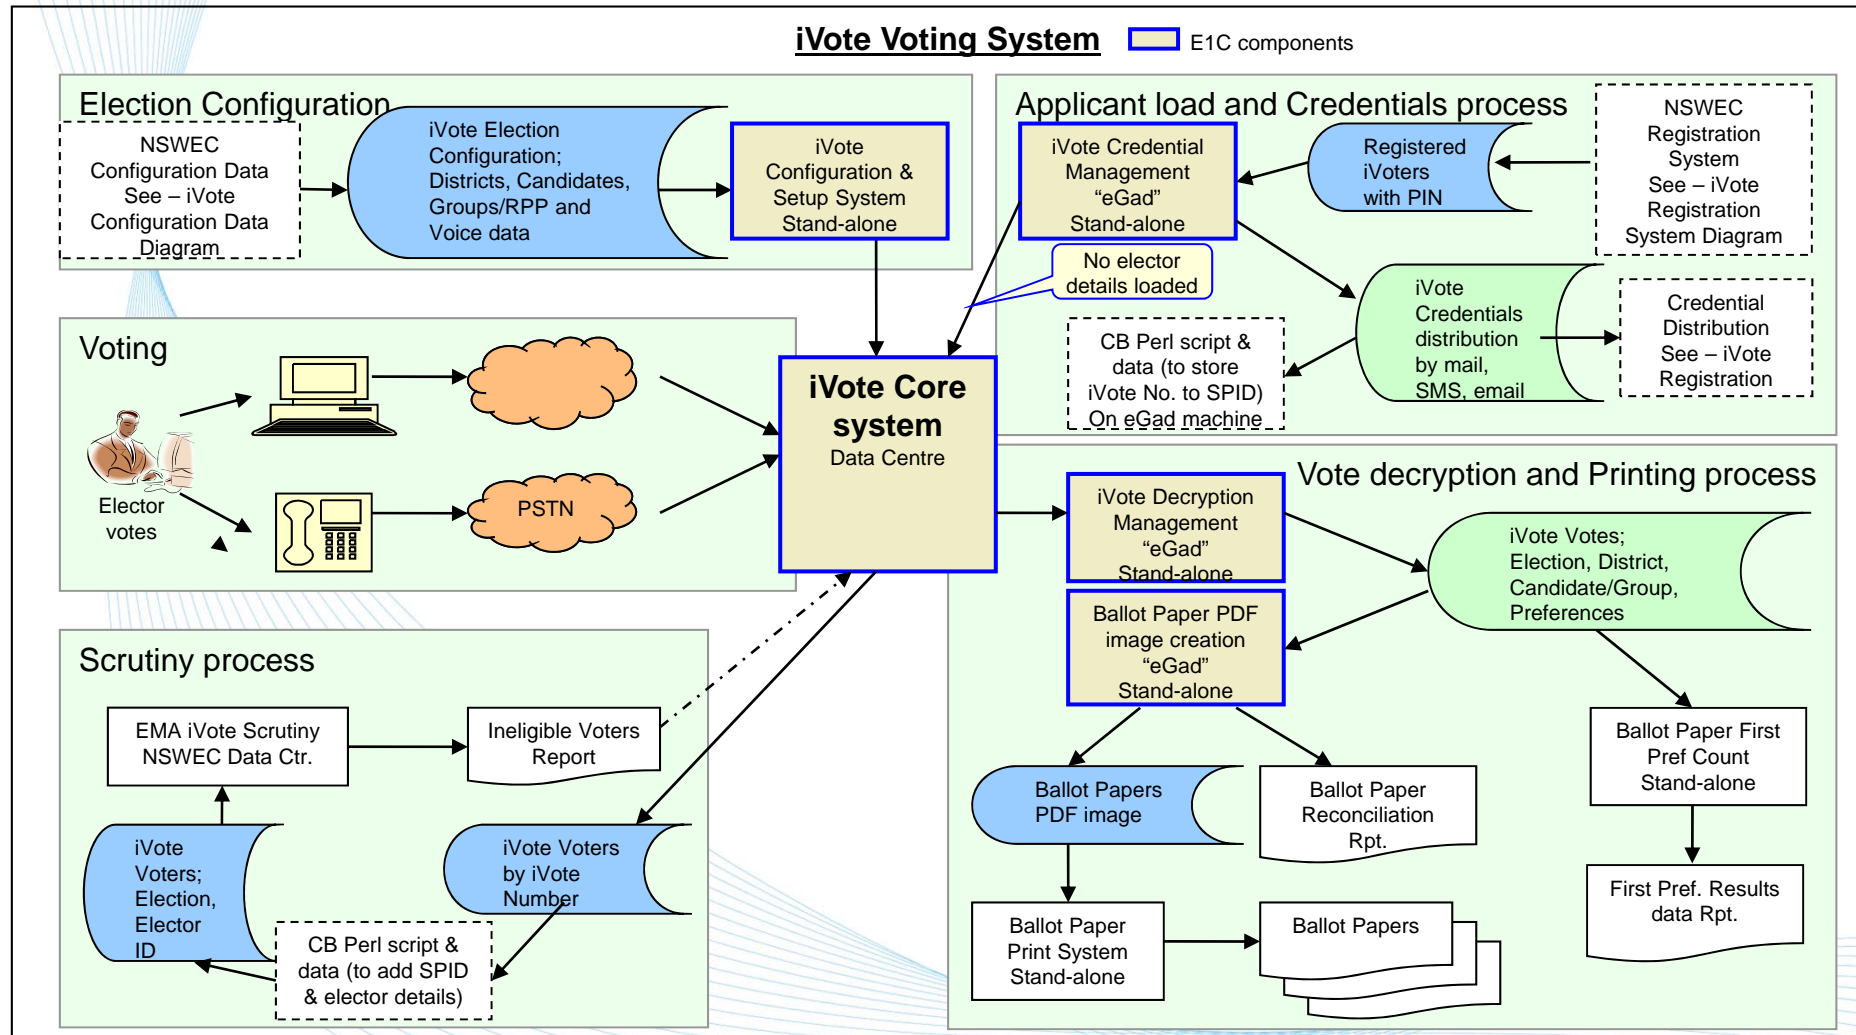 iVote Voting System
E1C components
Election Configuration
NSWEC
Configuration Data
See – iVote
Configuration Data
Diagram
iVote Election
Configuration;
Districts, Candidates,
Groups/RPP and
Voice data
iVote
Configuration &
Setup System
Stand-alone
Applicant load and Credentials process
iVote Credential
Management
“eGad”
Stand-alone
Registered
iVoters
with PIN
NSWEC
Registration
System
See – iVote
Registration
System Diagram
No elector
details loaded
CB Perl script &
data (to store
iVote No. to SPID)
On eGad machine
iVote
Credentials
distribution
by mail,
SMS, email
Credential
Distribution
See – iVote
Registration
Voting
Elector
votes
PSTN
iVote Core
system
Data Centre
Vote decryption and Printing process
iVote Decryption
Management
“eGad”
Stand-alone
iVote Votes;
Election, District,
Candidate/Group,
Preferences
Ballot Paper PDF
image creation
“eGad”
Stand-alone
Ballot Papers
PDF image
Ballot Paper
Reconciliation
Rpt.
Ballot Paper First
Pref Count
Stand-alone
Ballot Paper
Print System
Stand-alone
Ballot Papers
First Pref. Results
data Rpt.
Scrutiny process
EMA iVote Scrutiny
NSWEC Data Ctr.
Ineligible Voters
Report
iVote
Voters;
Election,
Elector
ID
iVote Voters
by iVote
Number
CB Perl script &
data (to add SPID
& elector details)